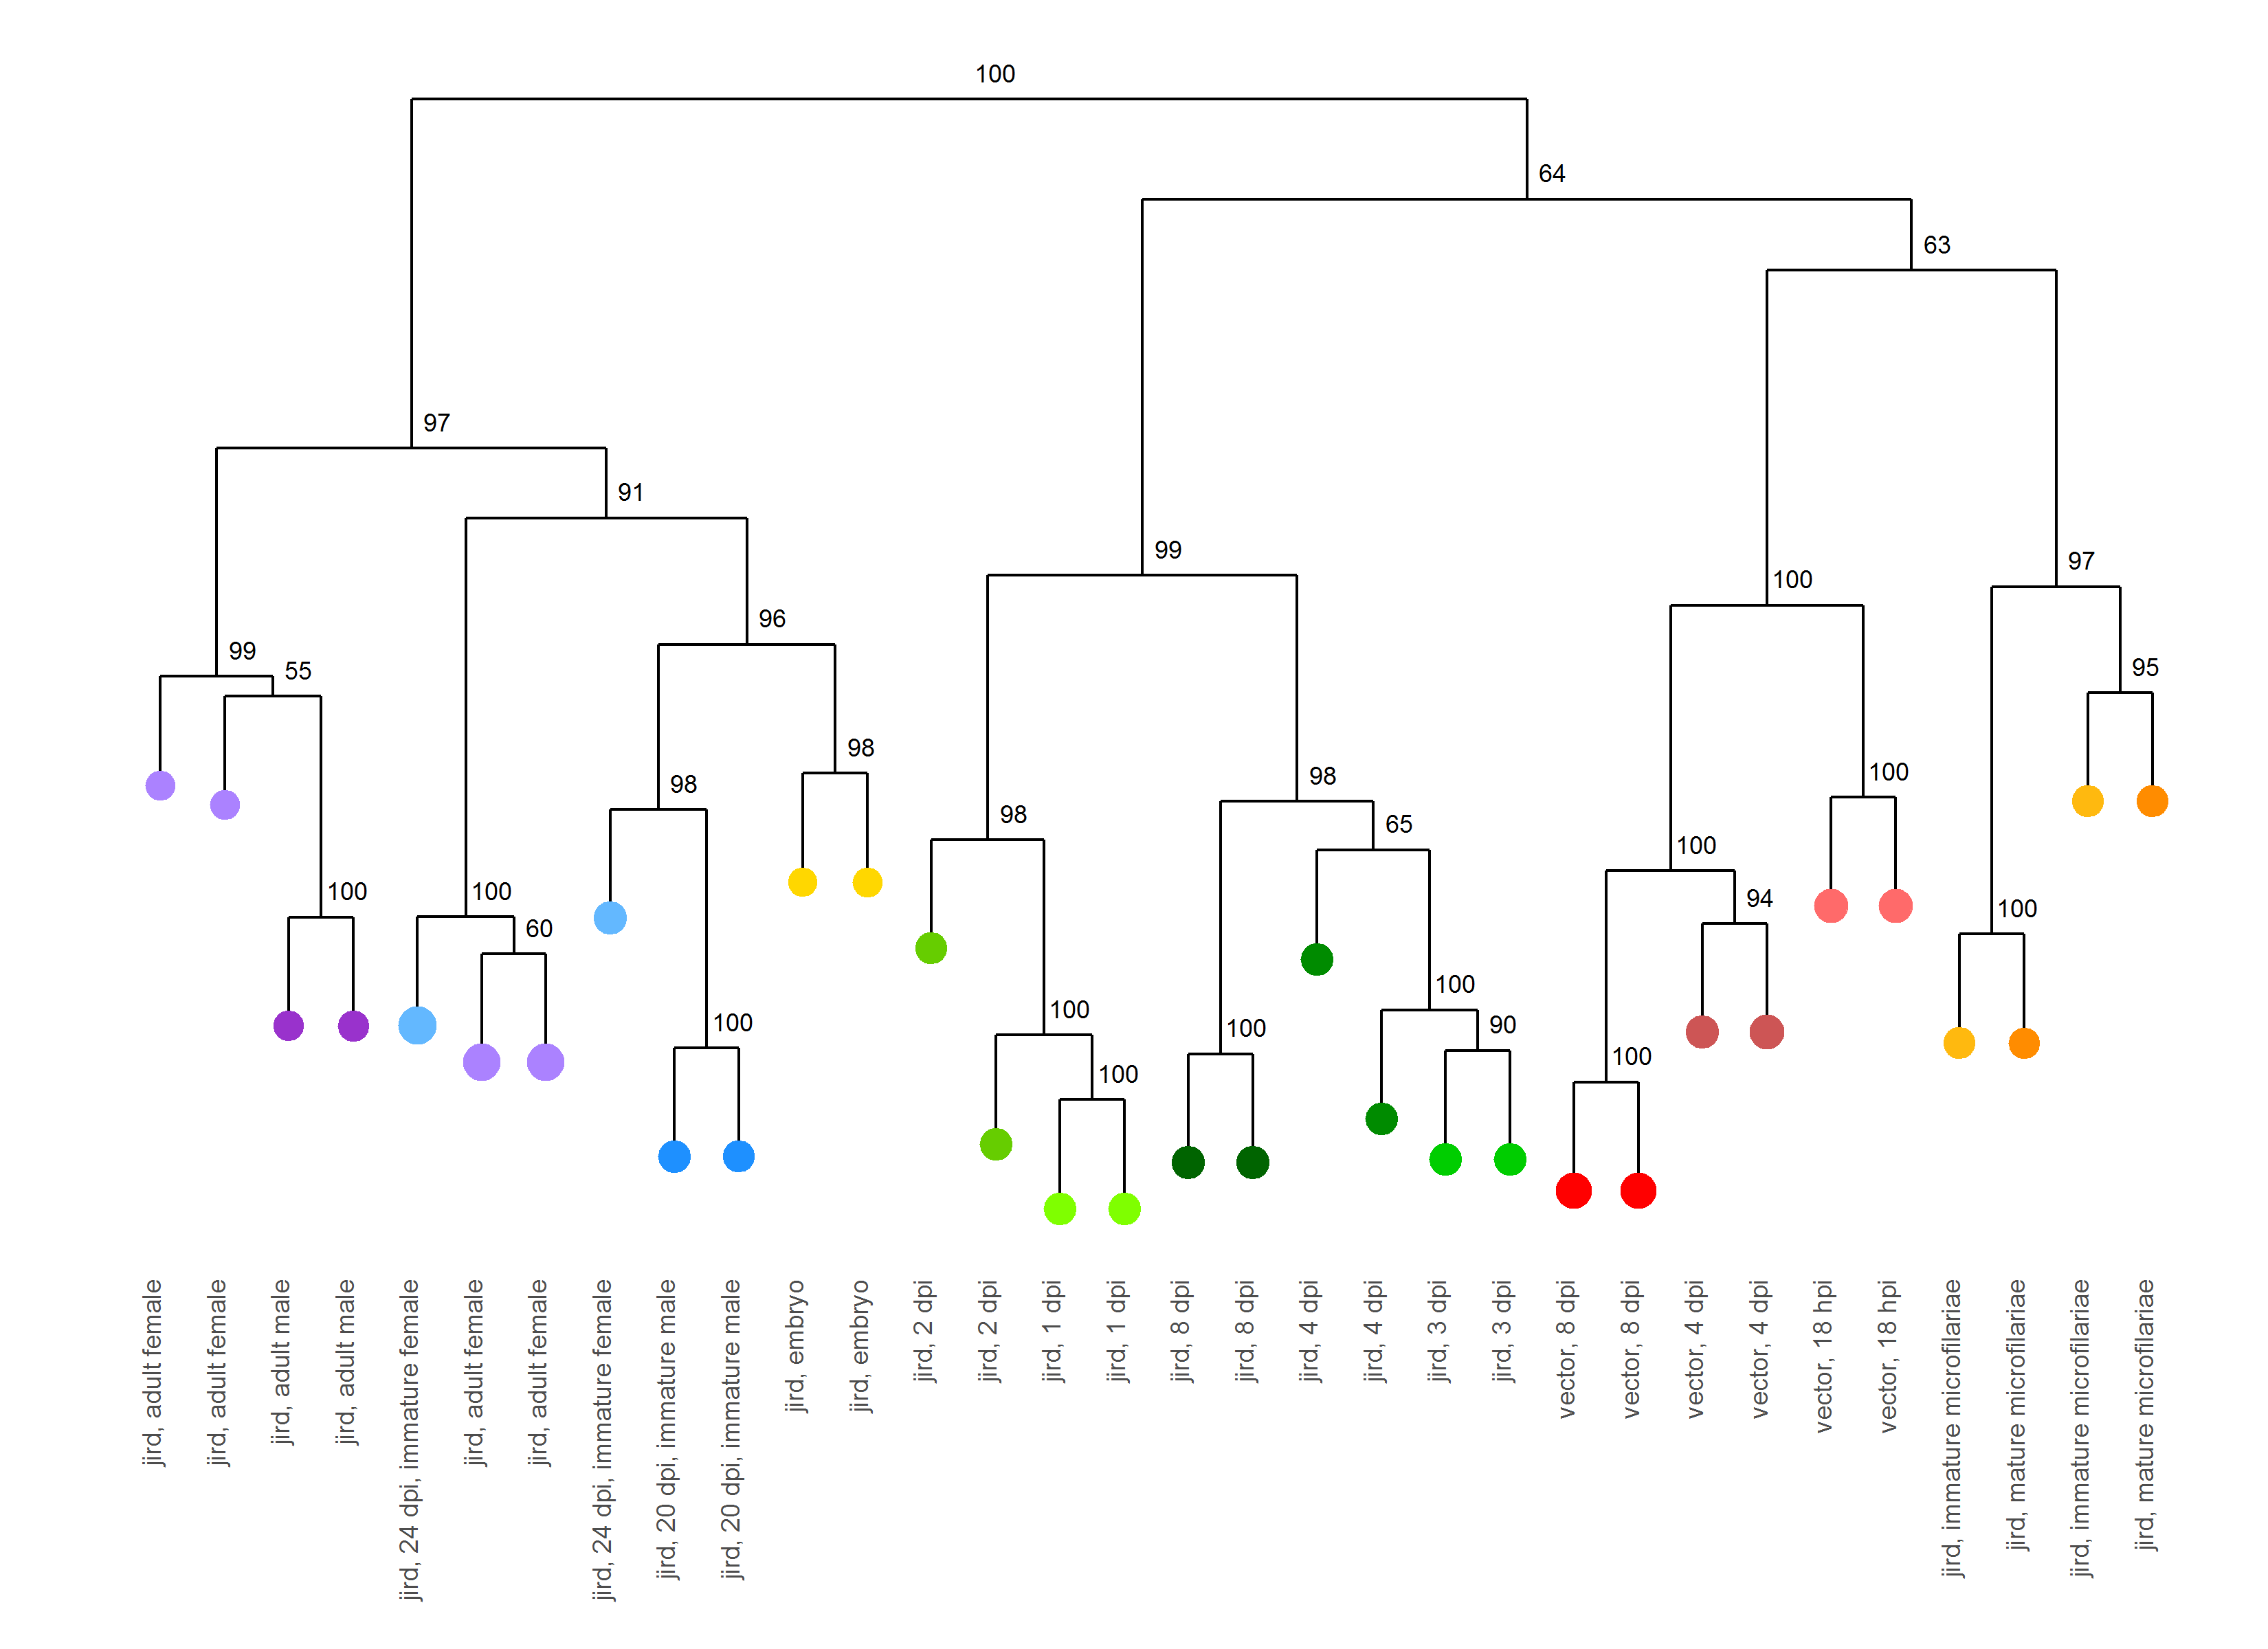 100
64
63
97
91
99
97
100
96
99
55
95
98
100
98
98
98
65
100
100
94
60
100
100
100
100
90
100
100
100
100
jird, adult female
jird, adult female
jird, adult male
jird, adult male
jird, 24 dpi, immature female
jird, adult female
jird, adult female
jird, 24 dpi, immature female
jird, 20 dpi, immature male
jird, 20 dpi, immature male
jird, embryo
jird, embryo
jird, 2 dpi
jird, 2 dpi
jird, 1 dpi
jird, 1 dpi
jird, 8 dpi
jird, 8 dpi
jird, 4 dpi
jird, 4 dpi
jird, 3 dpi
jird, 3 dpi
vector, 8 dpi
vector, 8 dpi
vector, 4 dpi
vector, 4 dpi
vector, 18 hpi
vector, 18 hpi
jird, immature microfilariae
jird, mature microfilariae
jird, immature microfilariae
jird, mature microfilariae